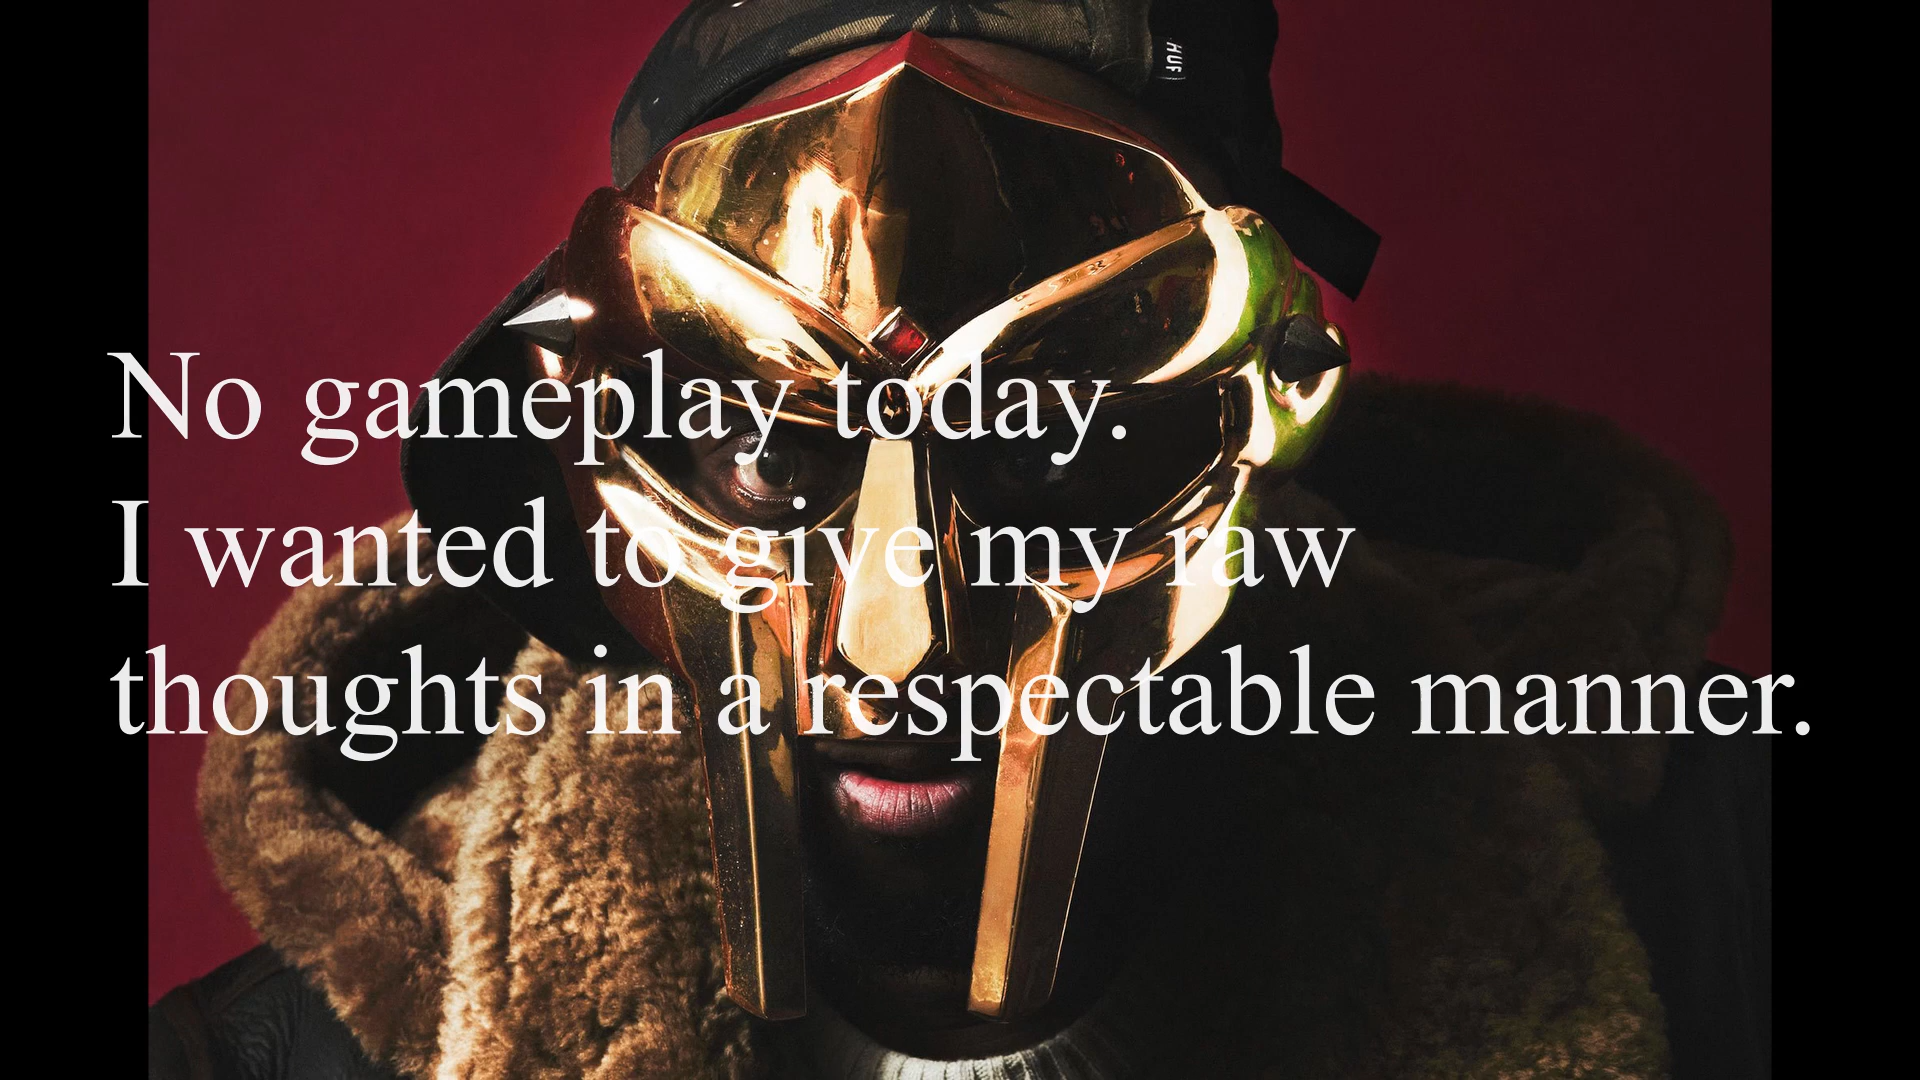 HUF
No gameplay today.
I wanted to give my raw
thoughts in a respectable manner.